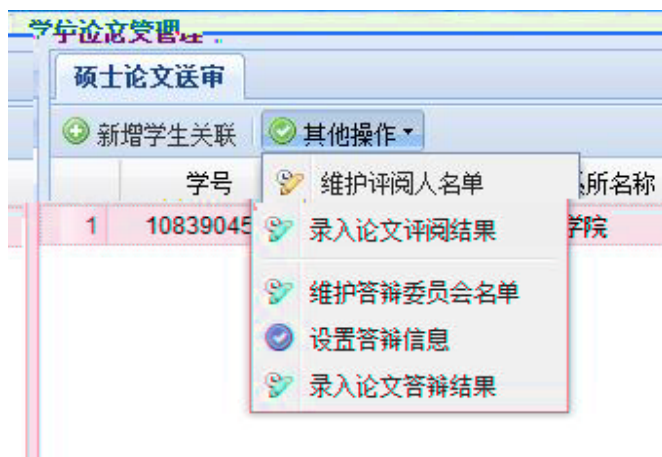 学位论文管理
硕士论文送审
新增学生关联 其他操作
学号 所名称
维护评阅人名单
1 10839045 学院
录入论文评阅结果
维护答辩委员会名单
设置答辩信息
录入论文答辩结果